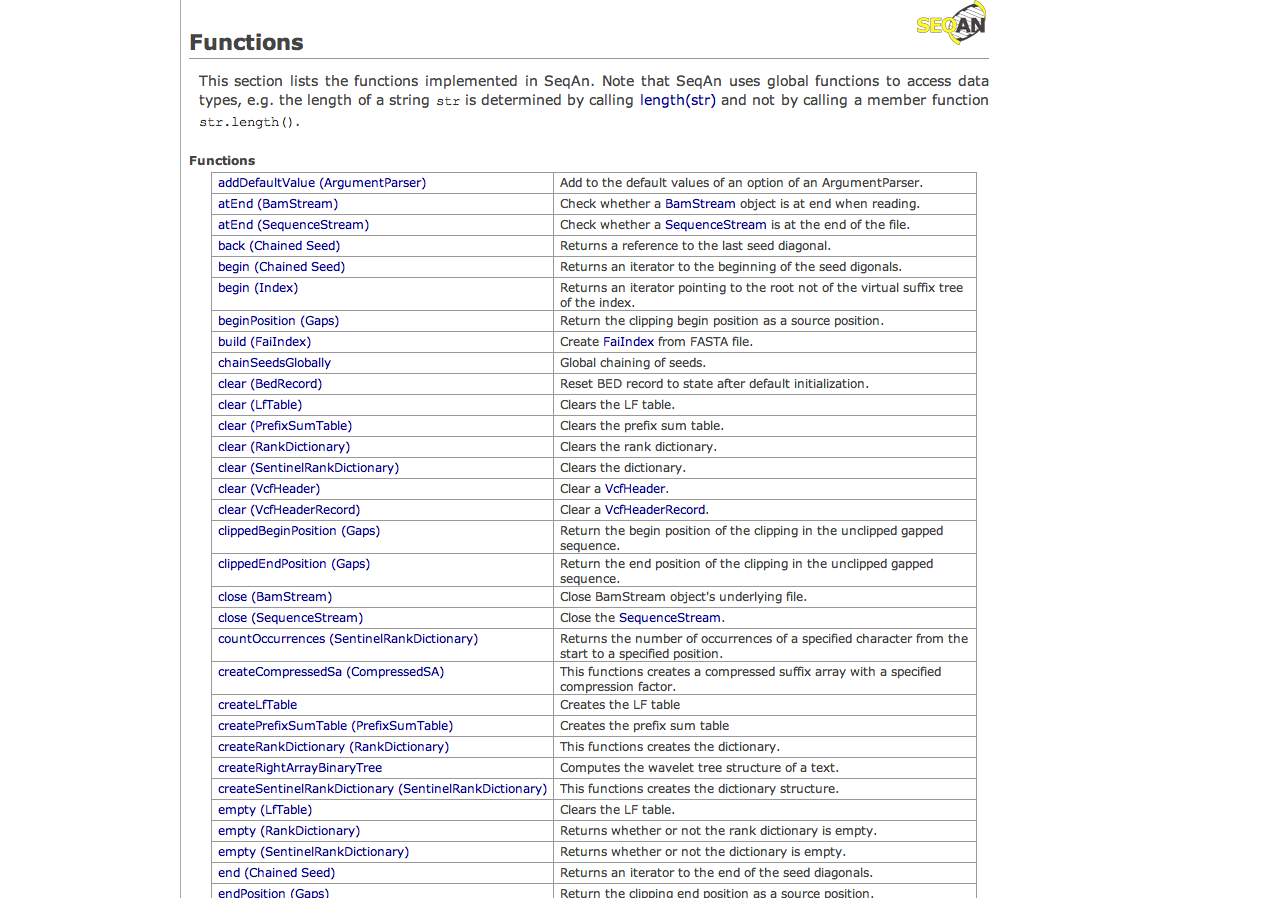 SEQAN
Functions
This section lists the functions implemented in SeqAn. Note that SeqAn uses global functions to access data
types, e.g. the length of a string str is determined by calling length(str) and not by calling a member function
str.length().
Functions
addDefaultValue (ArgumentParser) Add to the default values of an option of an ArgumentParser.
atEnd (BamStream) Check whether a BamStream object is at end when reading.
atEnd (SequenceStream) Check whether a SequenceStream is at the end of the file.
back (Chained Seed) Returns a reference to the last seed diagonal.
begin (Chained Seed) Returns an iterator to the beginning of the seed digonals.
begin (Index) Returns an iterator pointing to the root not of the virtual suffix tree
of the index.
beginPosition (Gaps) Return the clipping begin position as a source position.
build (FaiIndex) Create FaiIndex from FASTA file.
chainSeedsGlobally Global chaining of seeds.
clear (BedRecord) Reset BED record to state after default initialization.
clear (LfTable) Clears the LF table.
clear (PrefixSumTable) Clears the prefix sum table.
clear (RankDictionary) Clears the rank dictionary.
clear (SentinelRankDictionary) Clears the dictionary.
clear (VcfHeader) Clear a VcfHeader.
clear (VcfHeaderRecord) Clear a VcfHeaderRecord.
clippedBeginPosition (Gaps) Return the begin position of the clipping in the unclipped gapped
sequence.
clippedEndPosition (Gaps) Return the end position of the clipping in the unclipped gapped
sequence.
close (BamStream) Close BamStream object's underlying file.
close (SequenceStream) Close the SequenceStream.
countOccurrences (SentinelRankDictionary) Returns the number of occurrences of a specified character from the
start to a specified position.
createCompressedSa (CompressedSA) This functions creates a compressed suffix array with a specified
compression factor.
createLfTable Creates the LF table
createPrefixSumTable (PrefixSumTable) Creates the prefix sum table
createRankDictionary (RankDictionary) This functions creates the dictionary.
createRightArrayBinaryTree Computes the wavelet tree structure of a text.
createSentinelRankDictionary (SentinelRankDictionary) This functions creates the dictionary structure.
empty (LfTable) Clears the LF table.
empty (RankDictionary) Returns whether or not the rank dictionary is empty.
empty (SentinelRankDictionary) Returns whether or not the dictionary is empty.
end (Chained Seed) Returns an iterator to the end of the seed diagonals.
endPosition (Gaps) Return the clipping end position as a source position.